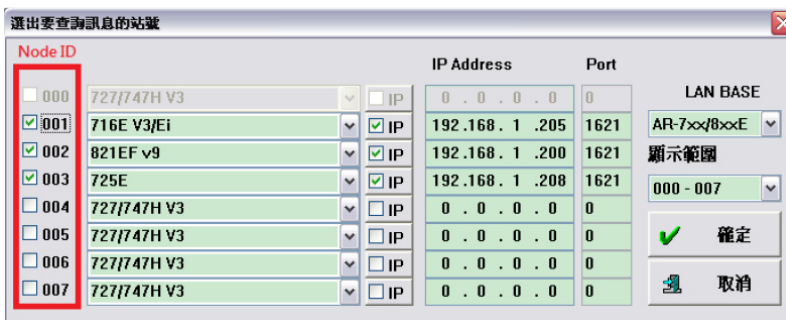 選出要查詢訊息的站號
Node ID
IP Address Port
000 727/747H V3 IP 0 . 0 . 0 . 0 0 LAN BASE
001 716E V3/Ei IP 192.168. 1 .205 1621 AR-7xx/8xxE
002 821EF v9 IP 192.168. 1 .200 1621 顯示範圍
003 725E IP 192.168. 1 .208 1621 000 - 007
004 727/747H V3 IP 0 . 0 . 0 . 0 0
005 727/747H V3 IP 0 . 0 . 0 . 0 0 確定
006 727/747H V3 IP 0 . 0 . 0 . 0 0
007 727/747H V3 IP 0 . 0 . 0 . 0 0 取消